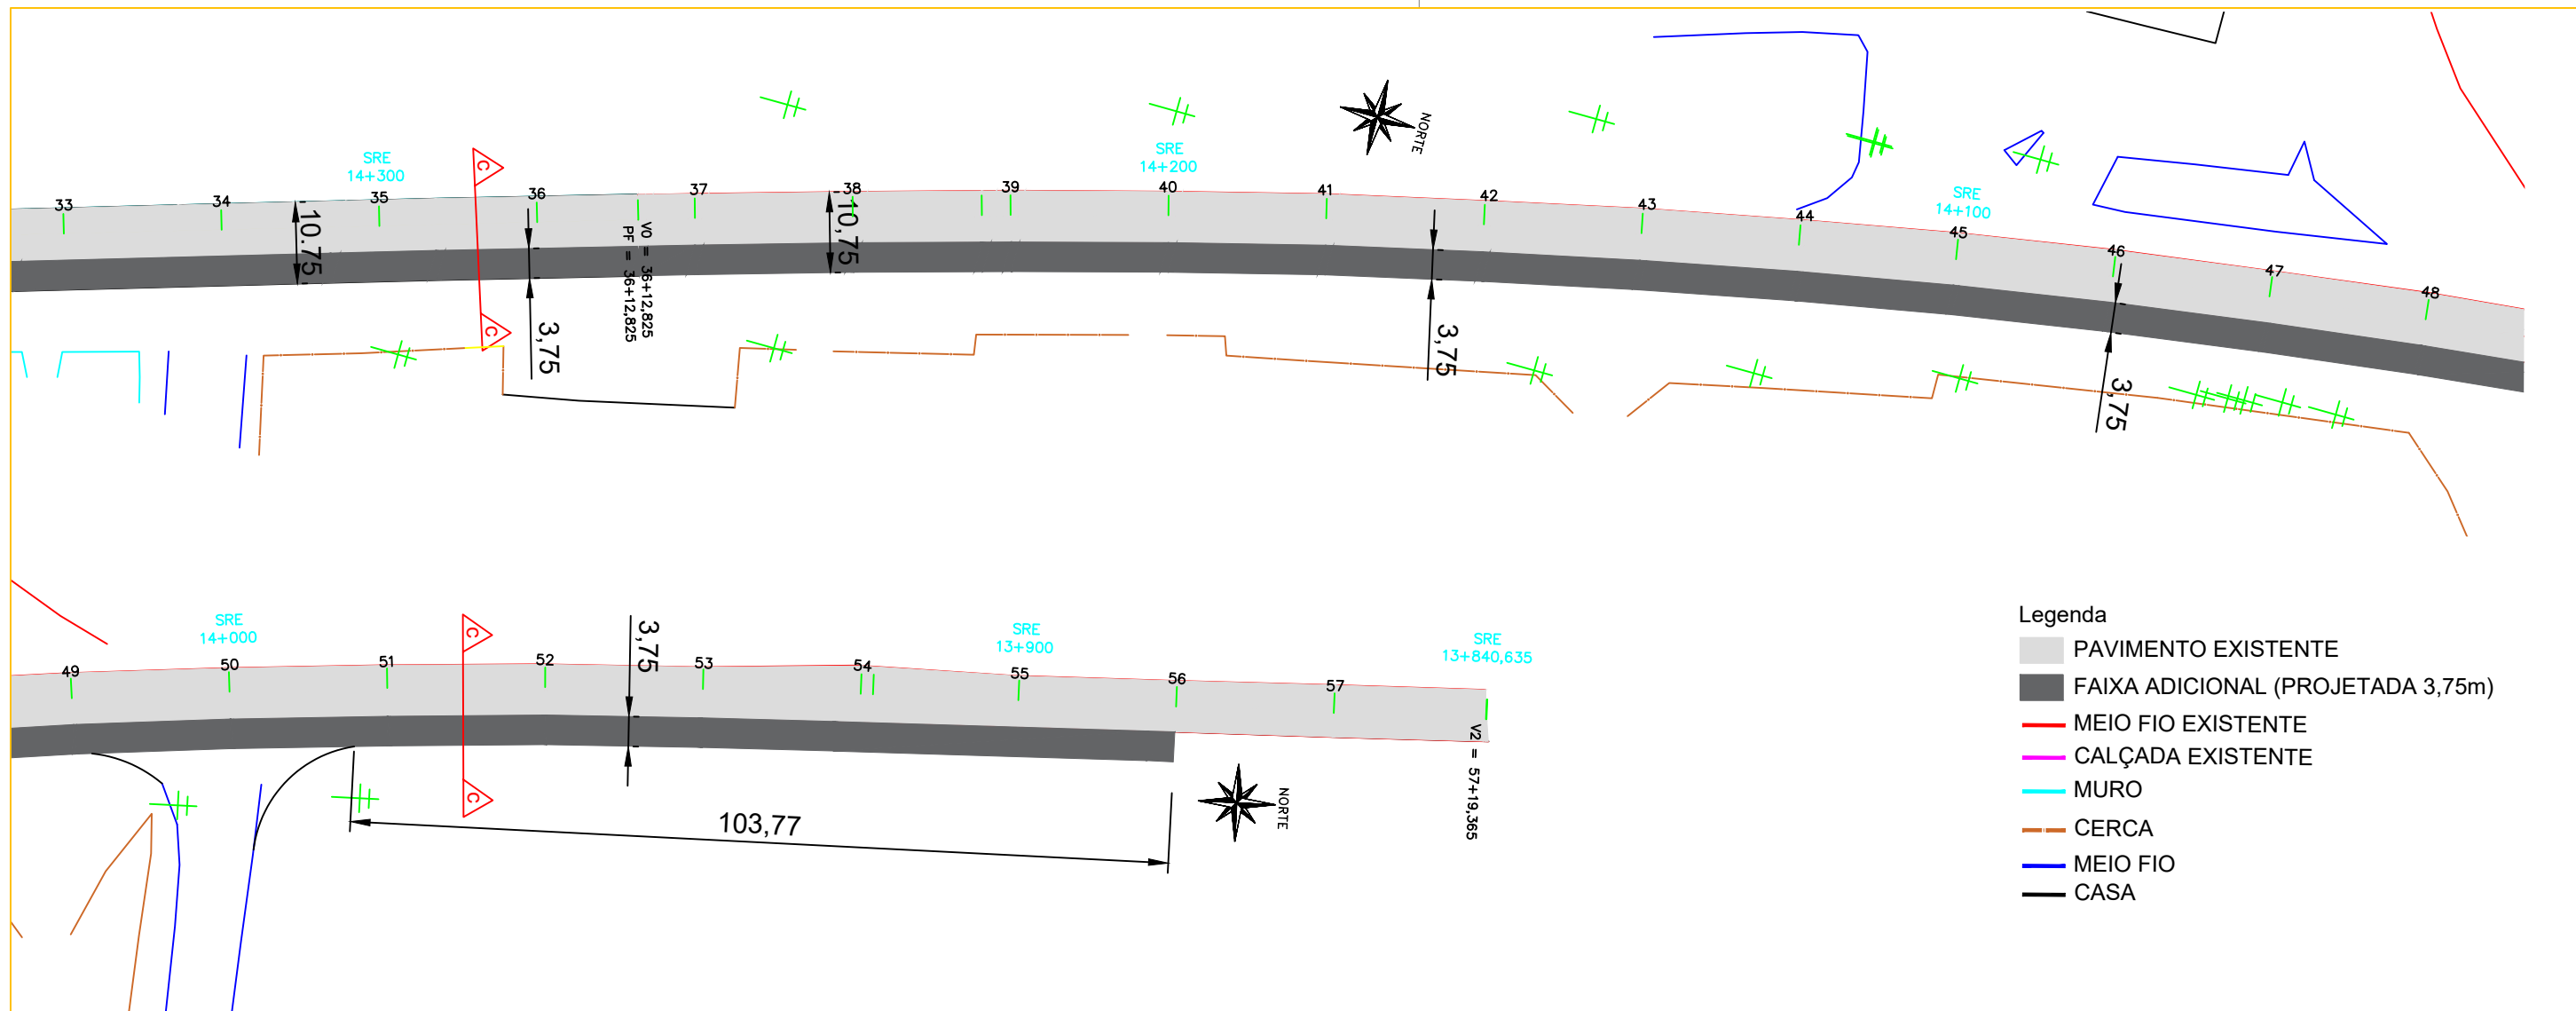 33
34
SRE
14+300
35
C
C
36
37
38
39
SRE
14+200
40
41
42
43
44
SRE
14+100
45
46
47
48
NORTE
10.75
10,75
V0 = 36+12,825
PF = 36+12,825
3,75
3,75
3,75
49
SRE
14+000
50
51
C
C
52
3,75
53
54
SRE
13+900
55
56
57
SRE
13+840,635
V2 = 57+19,365
NORTE
103,77
Legenda
PAVIMENTO EXISTENTE
FAIXA ADICIONAL (PROJETADA 3,75m)
MEIO FIO EXISTENTE
CALÇADA EXISTENTE
MURO
CERCA
MEIO FIO
CASA